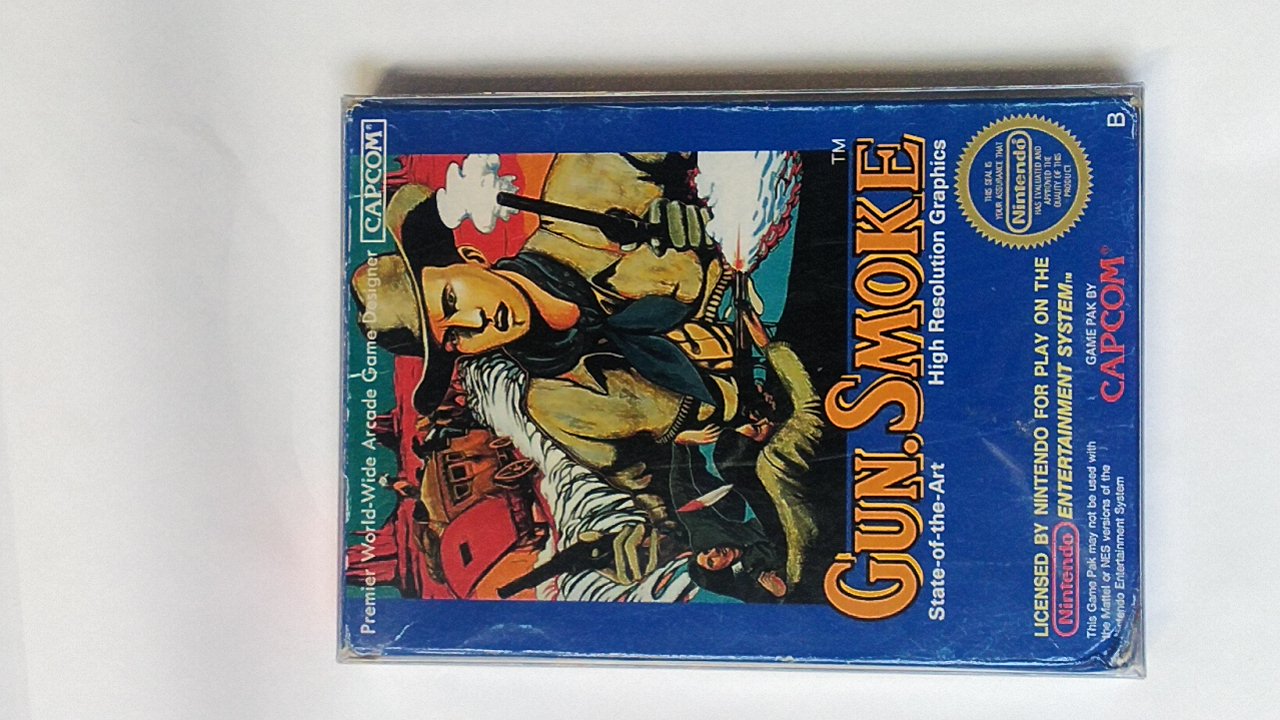 Premier World-Wide Arcade Game Designer CAPCOM®
TM
GUN.SMOKE
State-of-the-Art High Resolution Graphics
LICENSED BY NINTENDO FOR PLAY ON THE
Nintendo ENTERTAINMENT SYSTEM™
This Game Pak may not be used with
the Mattel or NES versions of the
Nintendo Entertainment System
GAME PAK BY
CAPCOM®
THIS SEAL IS
YOUR ASSURANCE THAT
Nintendo®
HAS EVALUATED AND
APPROVED THE
QUALITY OF THIS
PRODUCT.
B